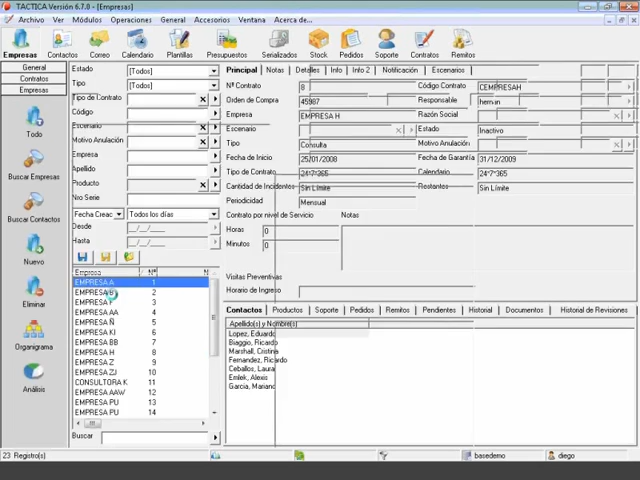 TACTICA Versión 6.7.0 - [Empresas]
Archivo Ver Módulos Operaciones General Accesorios Ventana Acerca de...
Empresas Contactos Correo Calendario Plantillas Presupuestos Serializados Stock Pedidos Soporte Contratos Remitos
General
Contratos
Empresas
Todo
Buscar Empresas
Buscar Contactos
Nuevo
Eliminar
Organigrama
Análisis
Estado [Todos]
Tipo [Todos]
Tipo de Contrato
Código
Escenario
Motivo Anulación
Empresa
Apellido
Producto
Nro Serie
Fecha Creac Todos los días
Desde __/__/____
Hasta __/__/____
Empresa / Nº N
EMPRESA A 1
EMPRESA B 2
EMPRESA F 3
EMPRESA AA 4
EMPRESA Ñ 5
EMPRESA KI 6
EMPRESA BB 7
EMPRESA H 8
EMPRESA Z 9
EMPRESA ZJ 10
CONSULTORA K 11
EMPRESA AAW 12
EMPRESA PU 13
EMPRESA PU 14
Buscar
Principal Notas Detalles Info Info 2 Notificación Escenarios
Nº Contrato 8 Código Contrato CEMPRESAH
Orden de Compra 45987 Responsable hernan
Empresa EMPRESA H Razón Social
Escenario Estado Inactivo
Tipo Consulta Motivo Anulación
Fecha de Inicio 25/01/2008 Fecha de Garantía 31/12/2009
Tipo de Contrato 24*7*365 Calendario 24*7*365
Cantidad de Incidentes Sin Límite Restantes Sin Límite
Periodicidad Mensual
Contrato por nivel de Servicio Notas
Horas 0
Minutos 0
Visitas Preventivas
Horario de Ingreso
Contactos Productos Soporte Pedidos Remitos Pendientes Historial Documentos Historial de Revisiones
Apellido(s) y Nombre(s)
Lopez, Eduardo
Biaggio, Ricardo
Marshall, Cristina
Fernandez, Ricardo
Ceballos, Laura
Emlek, Alexis
Garcia, Mariano
23 Registro(s) basedemo diego